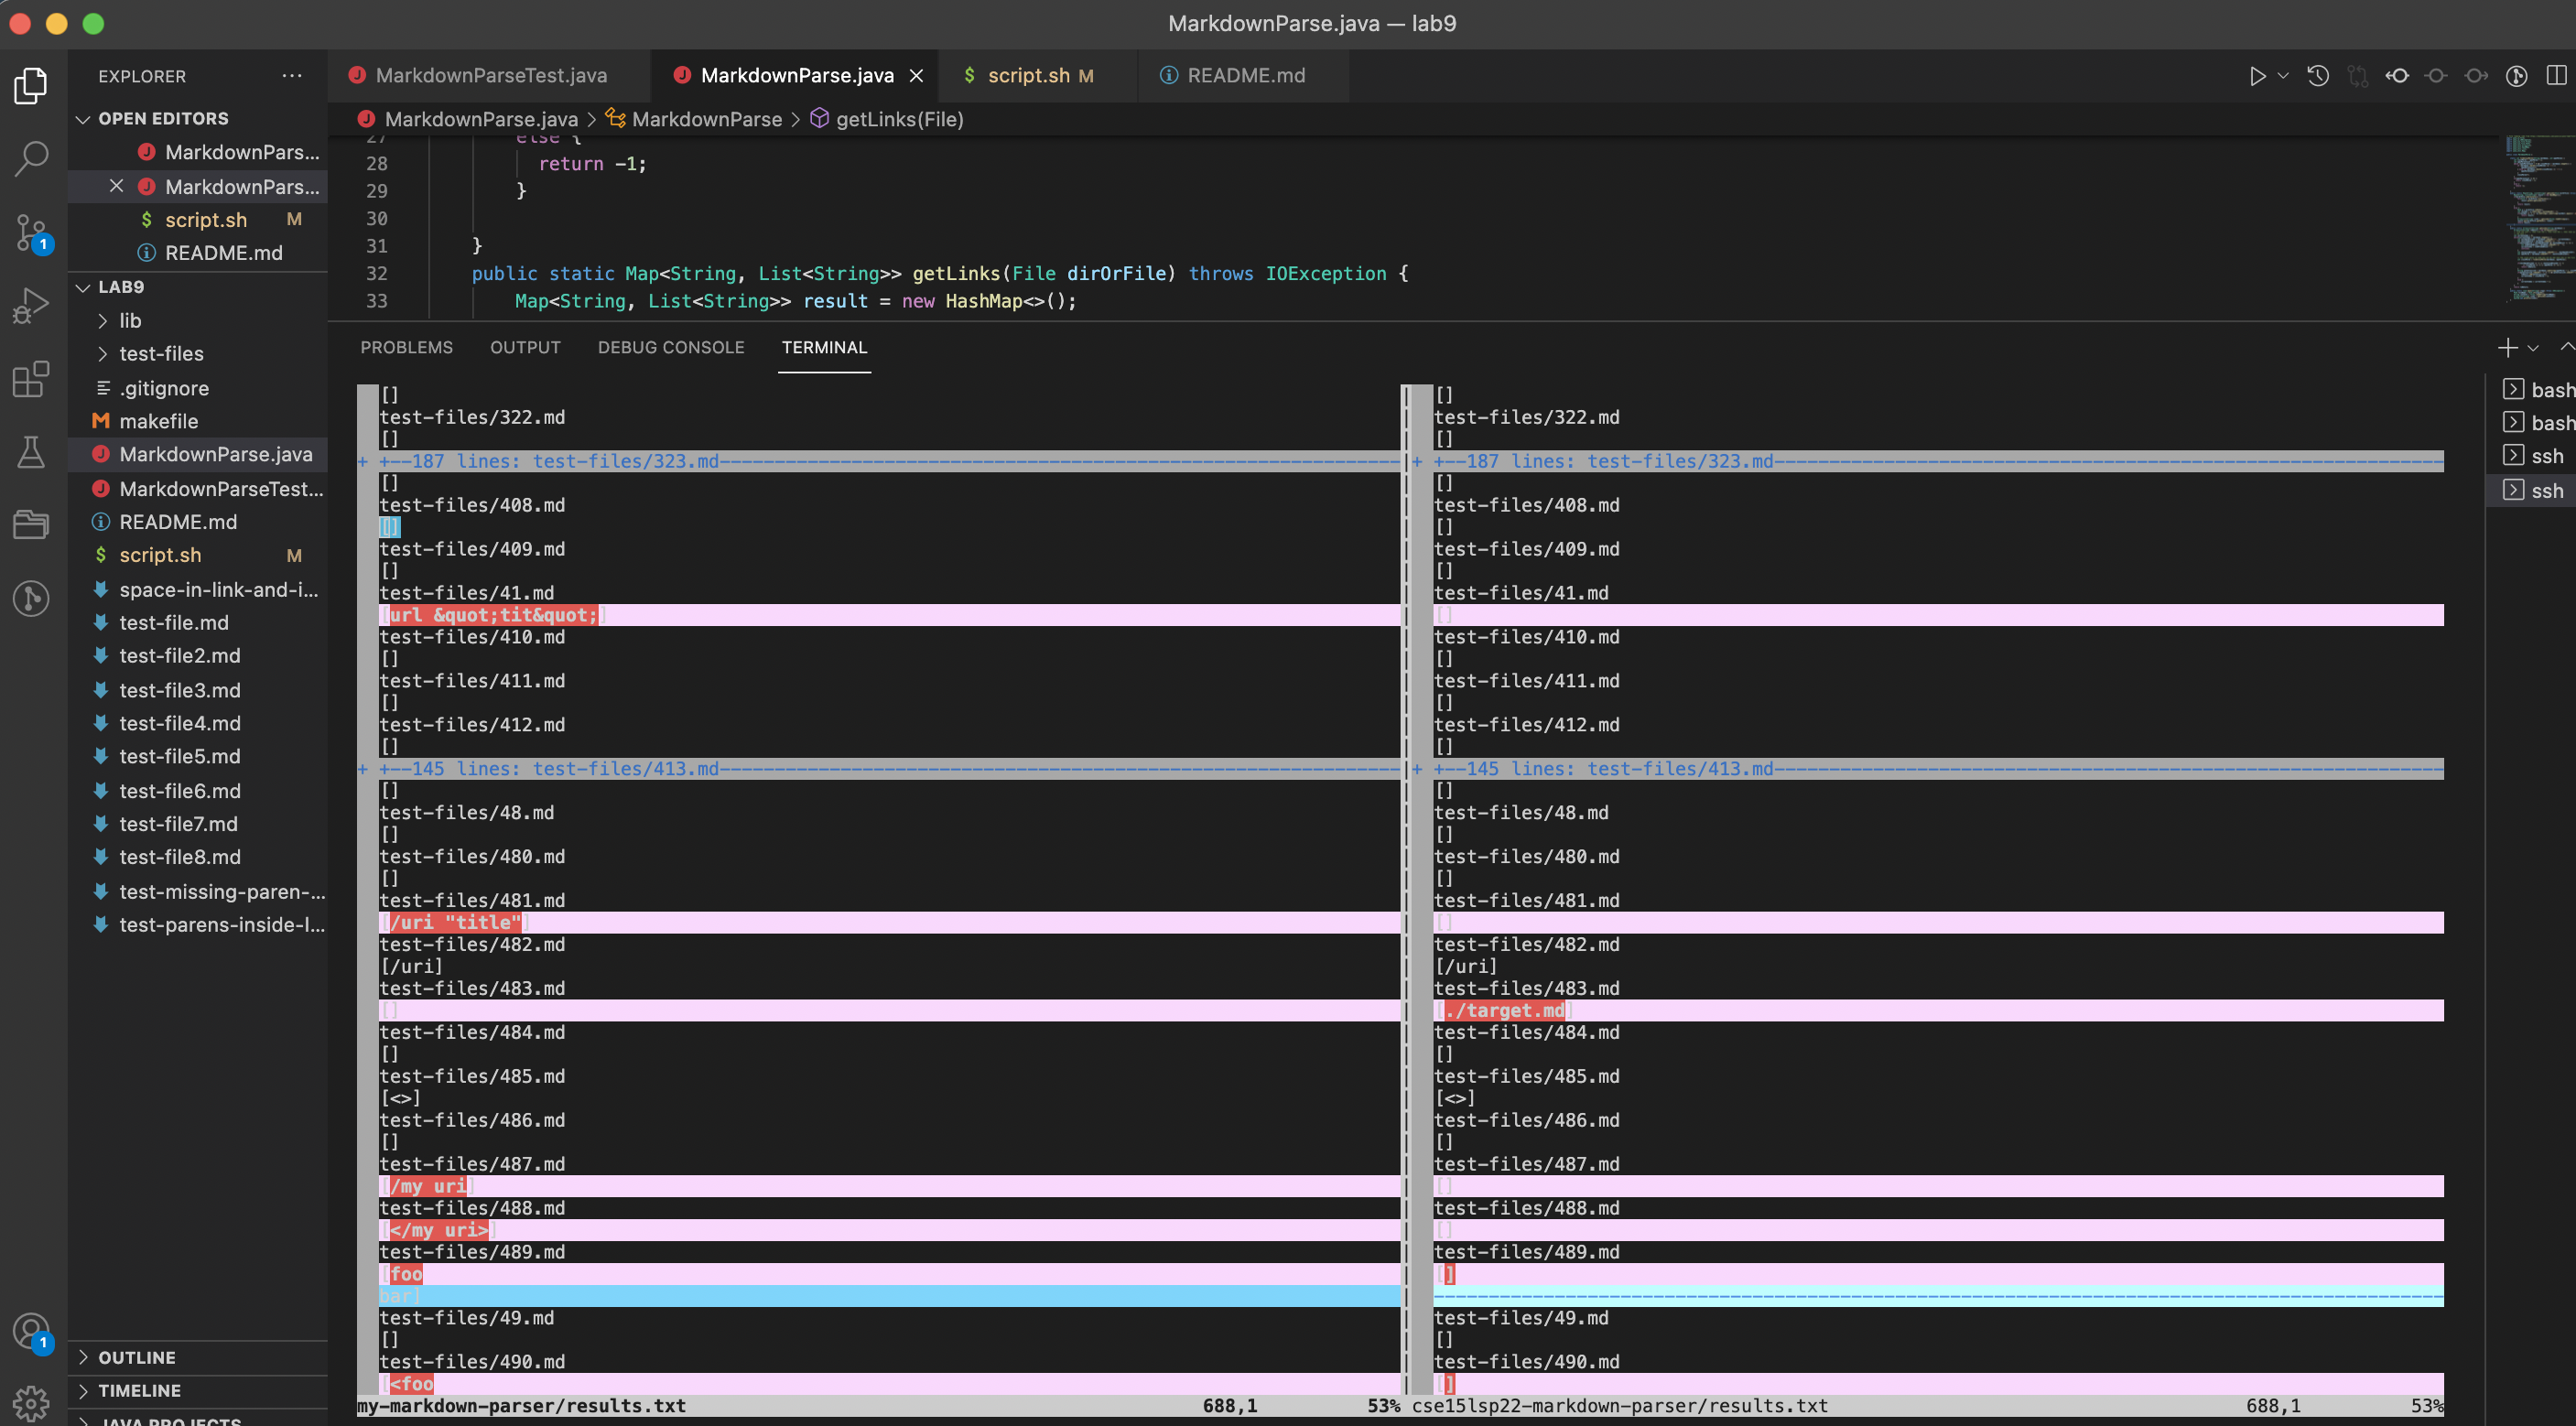 MarkdownParse.java — lab9
EXPLORER
OPEN EDITORS
MarkdownPars...
MarkdownPars...
script.sh M
README.md
LAB9
lib
test-files
.gitignore
makefile
MarkdownParse.java
MarkdownParseTest...
README.md
script.sh M
space-in-link-and-i...
test-file.md
test-file2.md
test-file3.md
test-file4.md
test-file5.md
test-file6.md
test-file7.md
test-file8.md
test-missing-paren-...
test-parens-inside-l...
OUTLINE
TIMELINE
JAVA PROJECTS
1
1
MarkdownParseTest.java MarkdownParse.java $ script.sh M README.md
MarkdownParse.java > MarkdownParse > getLinks(File)
27 else {
28 return -1;
29 }
30
31 }
32 public static Map<String, List<String>> getLinks(File dirOrFile) throws IOException {
33 Map<String, List<String>> result = new HashMap<>();
PROBLEMS OUTPUT DEBUG CONSOLE TERMINAL
[]
test-files/322.md
[]
+ +--187 lines: test-files/323.md
[]
test-files/408.md
[]
test-files/409.md
[]
test-files/41.md
[url &quot;tit&quot;]
test-files/410.md
[]
test-files/411.md
[]
test-files/412.md
[]
+ +--145 lines: test-files/413.md
[]
test-files/48.md
[]
test-files/480.md
[]
test-files/481.md
[/uri "title"]
test-files/482.md
[/uri]
test-files/483.md
[]
test-files/484.md
[]
test-files/485.md
[<>]
test-files/486.md
[]
test-files/487.md
[/my uri]
test-files/488.md
[</my uri>]
test-files/489.md
[foo
bar]
test-files/49.md
[]
test-files/490.md
[<foo
my-markdown-parser/results.txt 688,1 53%
[]
test-files/322.md
[]
+ +--187 lines: test-files/323.md
[]
test-files/408.md
[]
test-files/409.md
[]
test-files/41.md
[]
test-files/410.md
[]
test-files/411.md
[]
test-files/412.md
[]
+ +--145 lines: test-files/413.md
[]
test-files/48.md
[]
test-files/480.md
[]
test-files/481.md
[]
test-files/482.md
[/uri]
test-files/483.md
[./target.md]
test-files/484.md
[]
test-files/485.md
[<>]
test-files/486.md
[]
test-files/487.md
[]
test-files/488.md
[]
test-files/489.md
[]
test-files/49.md
[]
test-files/490.md
[]
cse15lsp22-markdown-parser/results.txt 688,1 53%
bash
bash
ssh
ssh